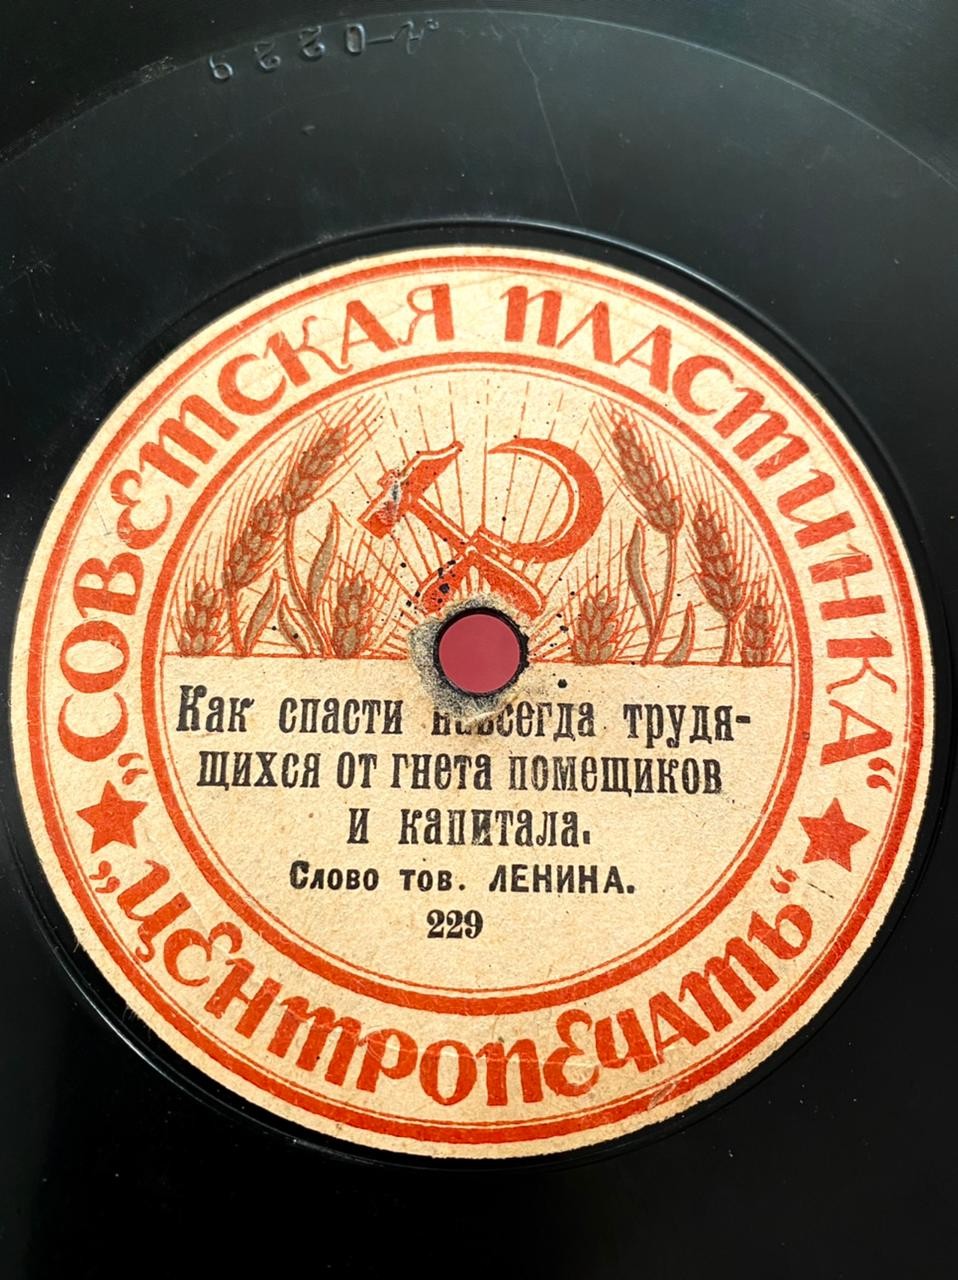 А-0229
"СОВЕТСКАЯ ПЛАСТИНКА"
Как спасти навсегда трудя-
щихся от гнета помещиков
и капитала.
Слово тов. ЛЕНИНА.
229
„ЦЕНТРОПЕЧАТЬ“